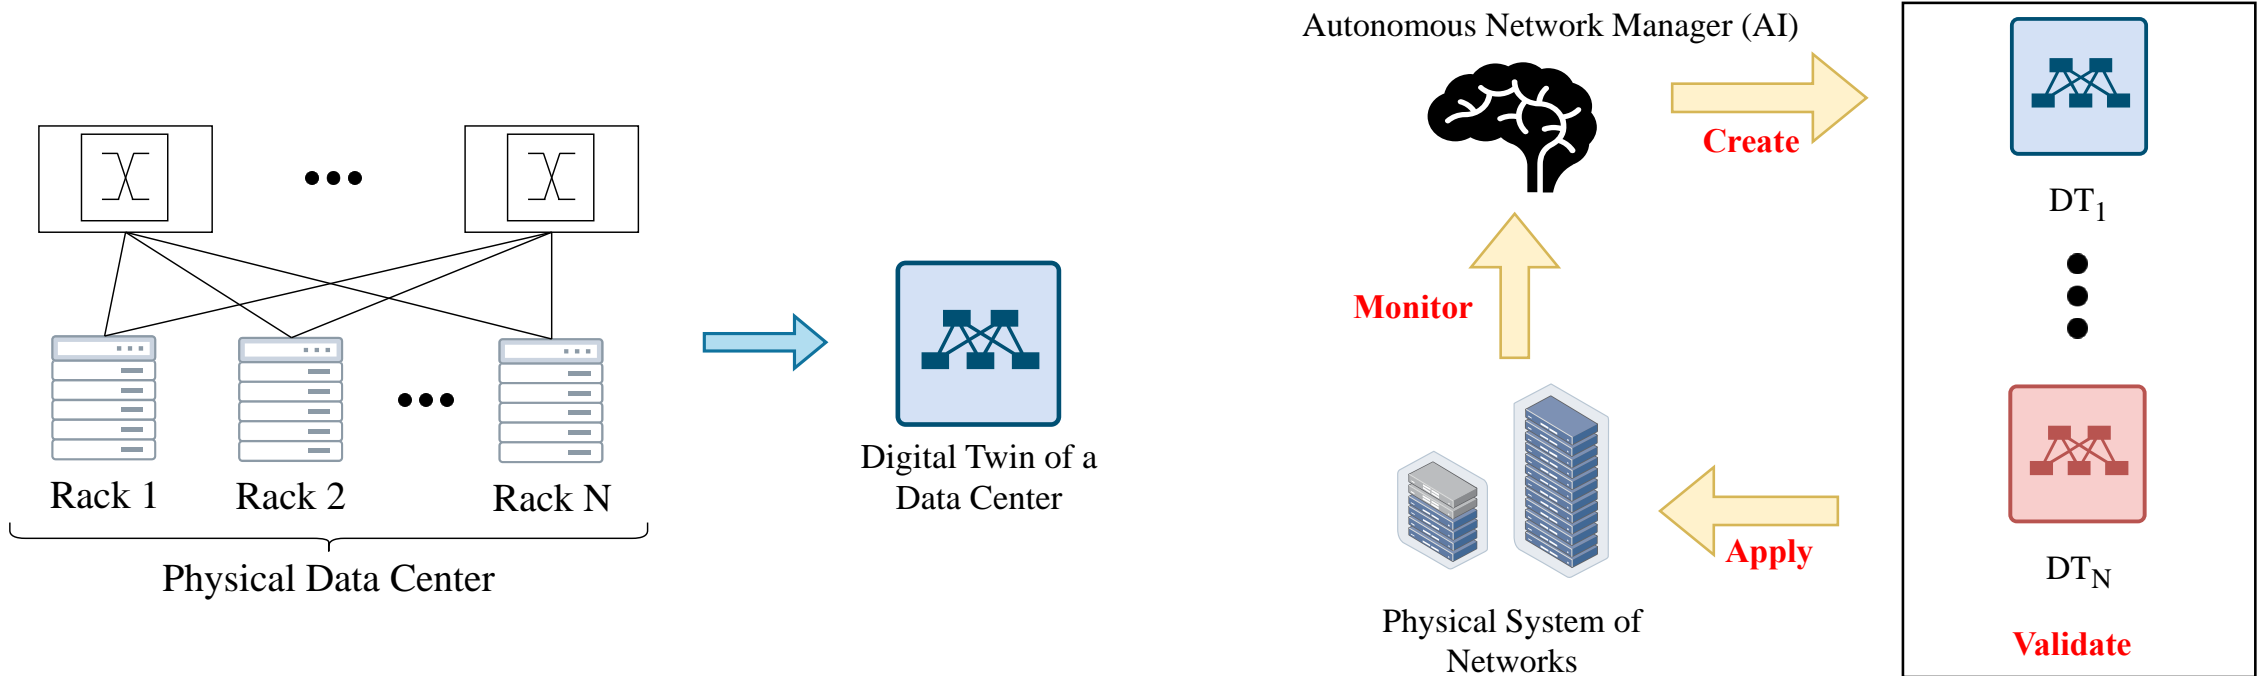 Rack 1
Rack 2
Rack N
Physical Data Center
Digital Twin of a
Data Center
Autonomous Network Manager (AI)
Create
Monitor
Apply
Physical System of
Networks
DT1
DTN
Validate